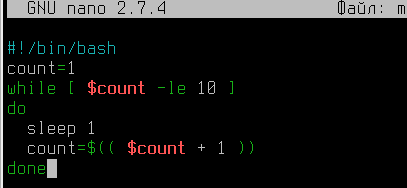 GNU nano 2.7.4 Файл: m
#!/bin/bash
count=1
while [ $count -le 10 ]
do
  sleep 1
  count=$(( $count + 1 ))
done